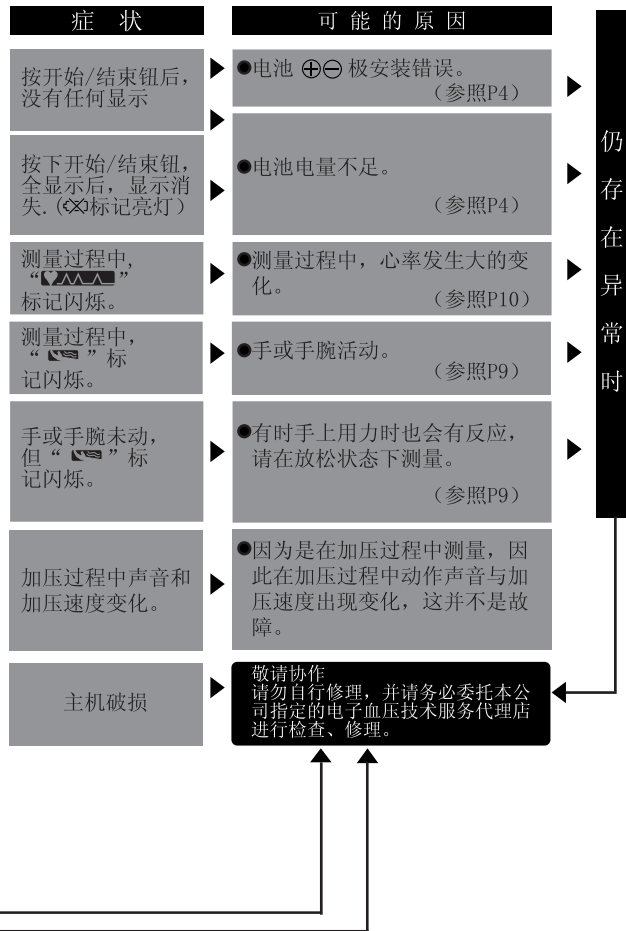 症 状
可能的原因
按开始/结束钮后，
没有任何显示
●电池 ⊕⊖ 极安装错误。
（参照P4）
按下开始/结束钮，
全显示后，显示消
失.(标记亮灯)
●电池电量不足。
（参照P4）
测量过程中，
“ ”
标记闪烁。
●测量过程中，心率发生大的变
化。
（参照P10）
测量过程中，
“ ”标
记闪烁。
●手或手腕活动。
（参照P9）
手或手腕未动，
但“ ”标
记闪烁。
●有时手上用力时也会有反应，
请在放松状态下测量。
（参照P9）
加压过程中声音和
加压速度变化。
●因为是在加压过程中测量，因
此在加压过程中动作声音与加
压速度出现变化，这并不是故
障。
主机破损
敬请协作
请勿自行修理，并请务必委托本公
司指定的电子血压技术服务代理店
进行检查、修理。
仍存在异常时